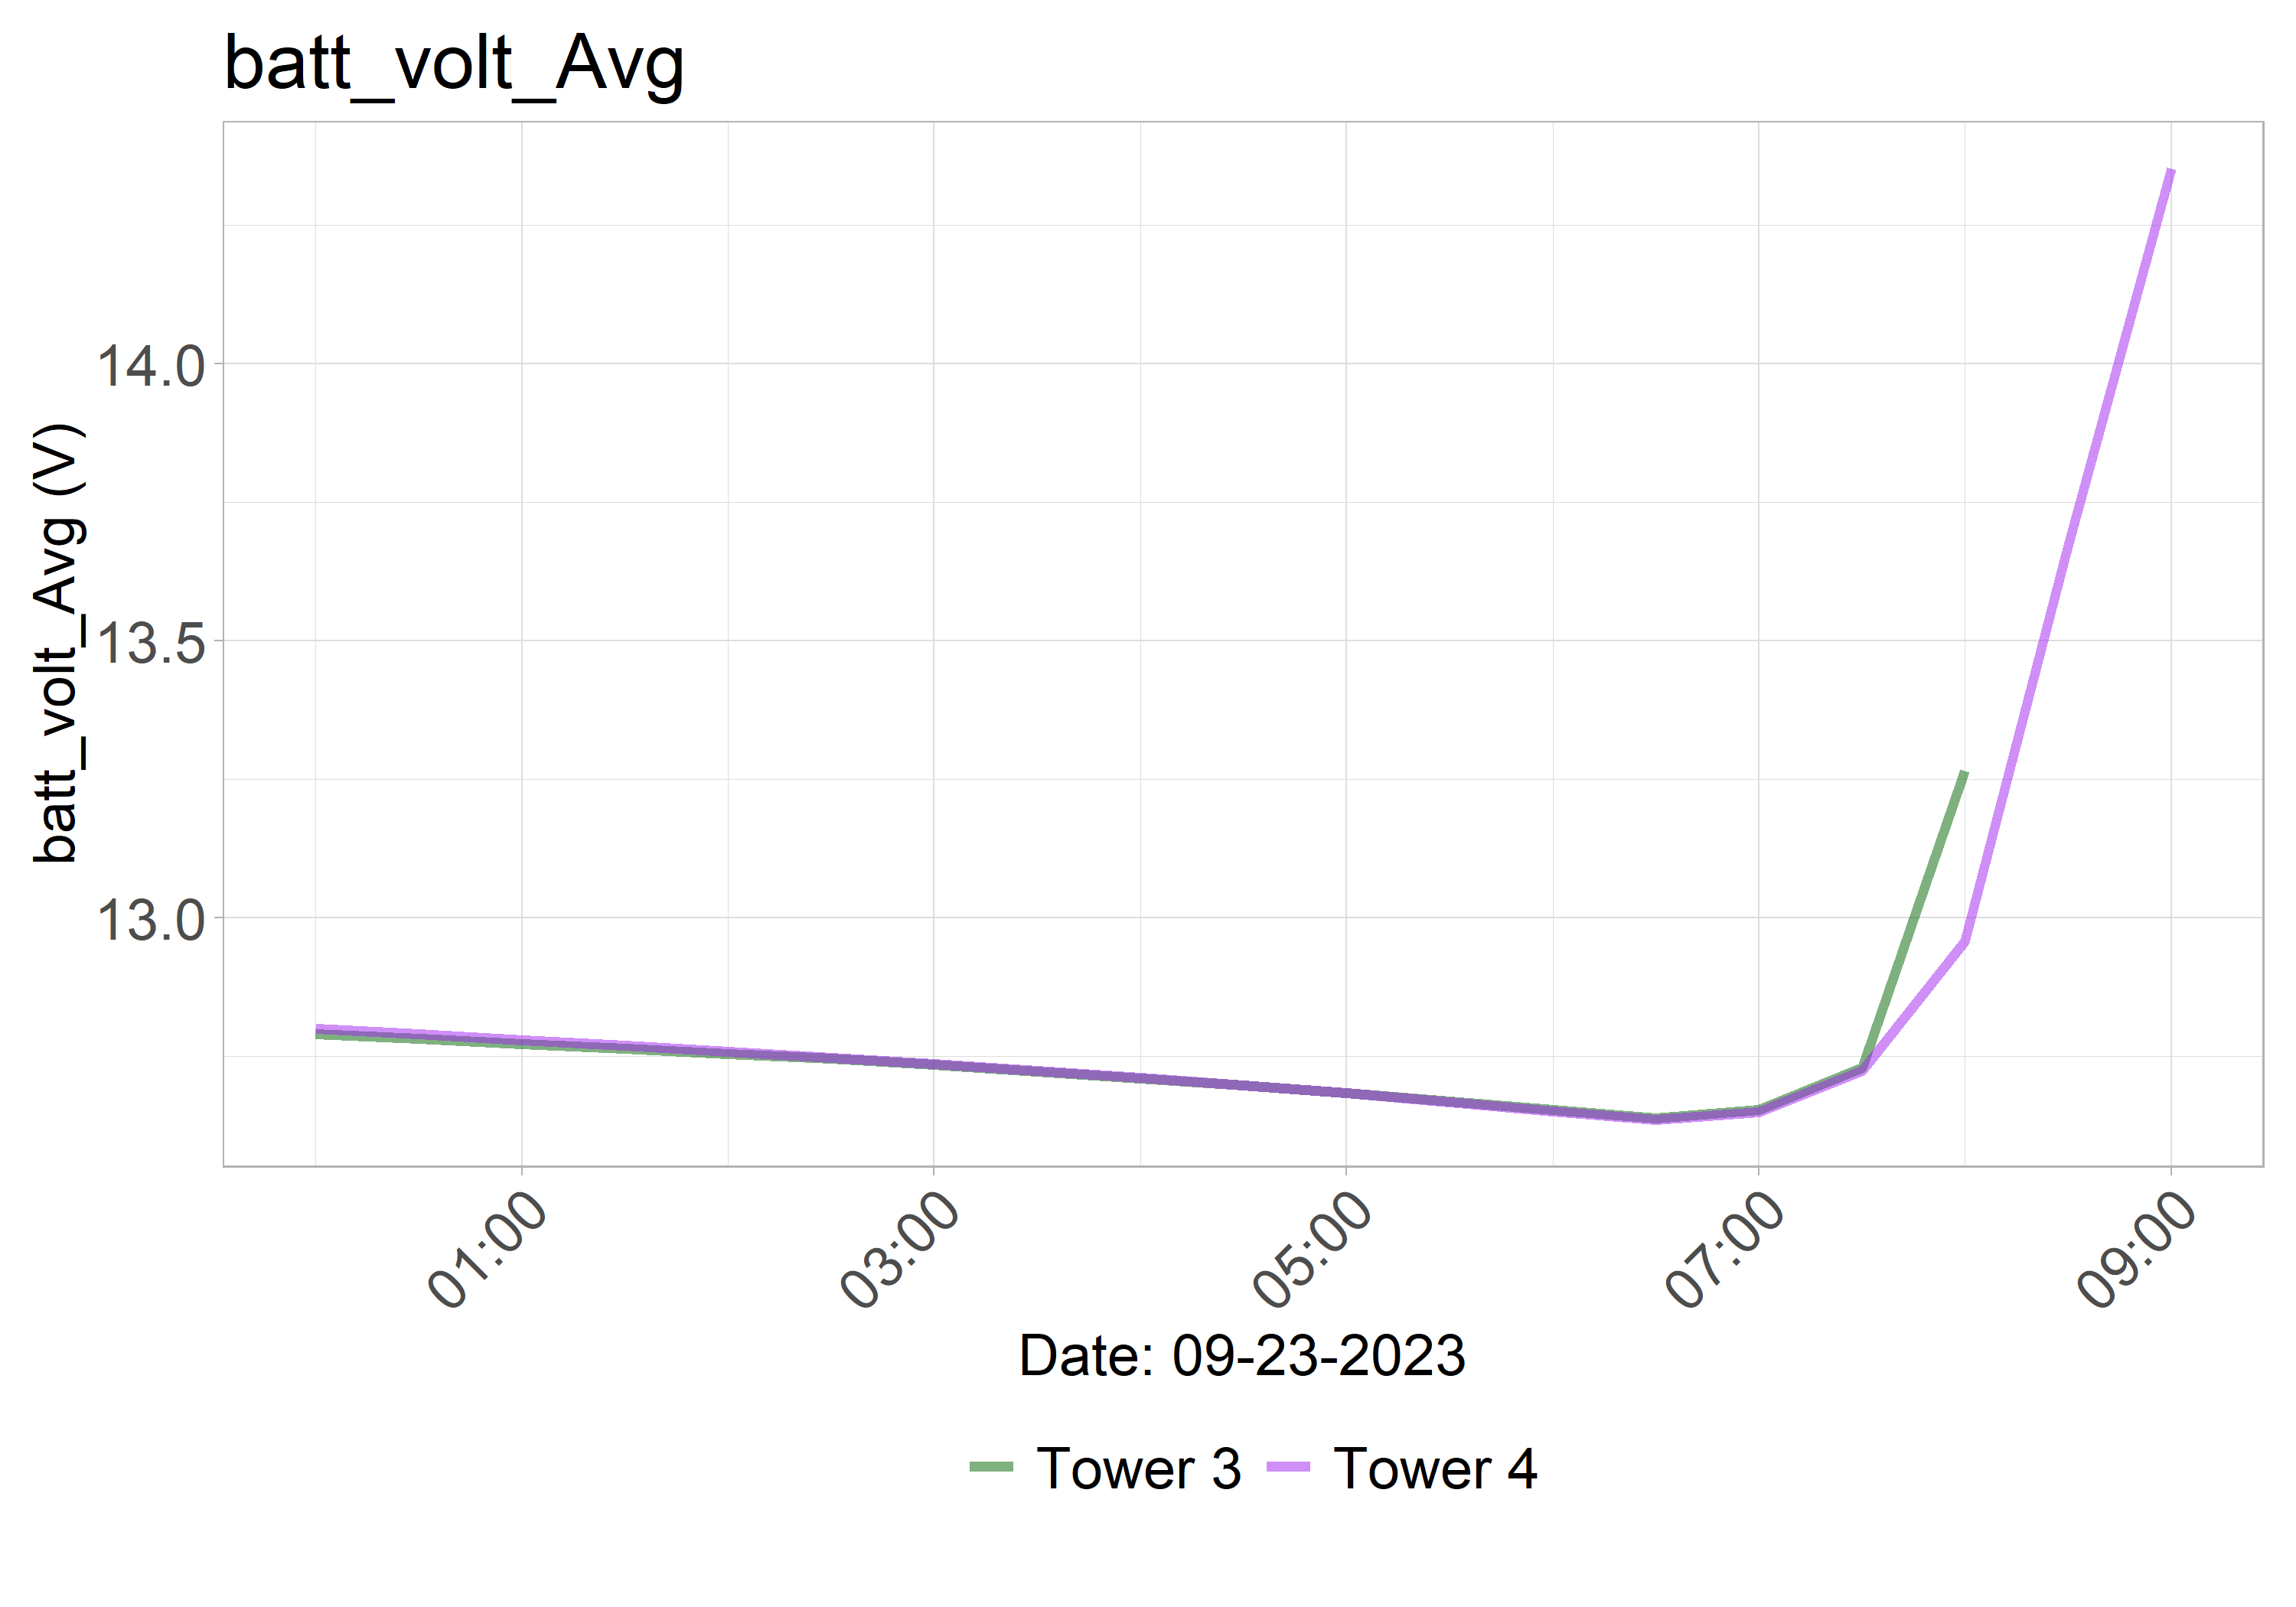 batt_volt_Avg
batt_volt_Avg (V)
14.0
13.5
13.0
01:00 03:00 05:00 07:00 09:00
Date: 09-23-2023
Tower 3 Tower 4